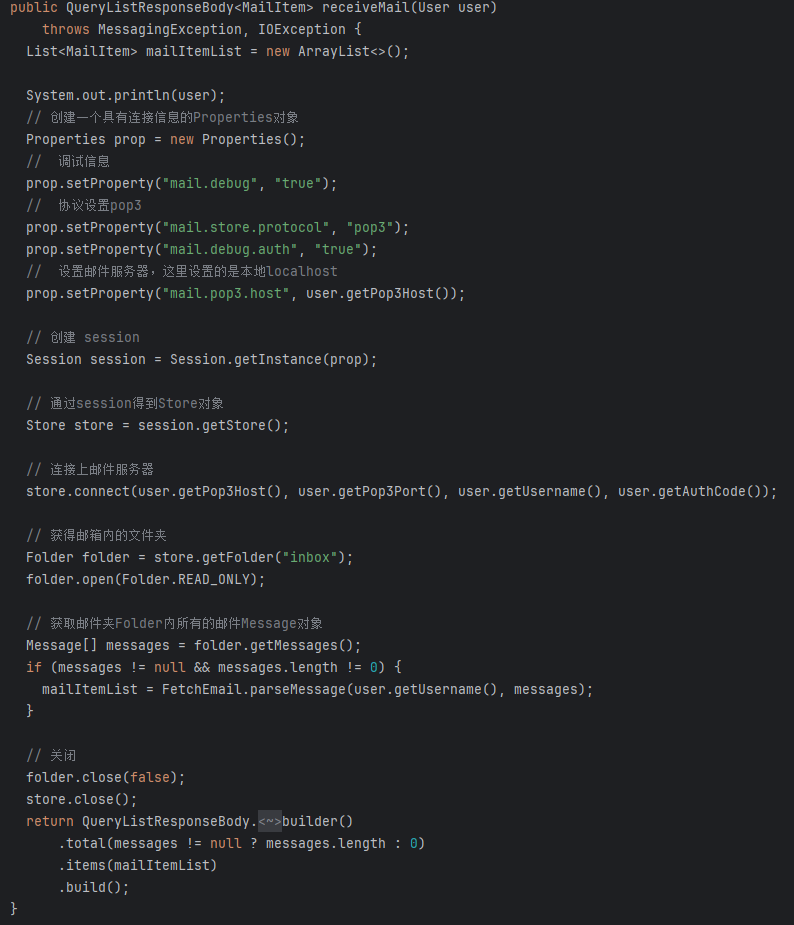 public QueryListResponseBody<MailItem> receiveMail(User user)
    throws MessagingException, IOException {
  List<MailItem> mailItemList = new ArrayList<>();

  System.out.println(user);
  // 创建一个具有连接信息的Properties对象
  Properties prop = new Properties();
  //  调试信息
  prop.setProperty("mail.debug", "true");
  //  协议设置pop3
  prop.setProperty("mail.store.protocol", "pop3");
  prop.setProperty("mail.debug.auth", "true");
  //  设置邮件服务器，这里设置的是本地localhost
  prop.setProperty("mail.pop3.host", user.getPop3Host());

  // 创建 session
  Session session = Session.getInstance(prop);

  // 通过session得到Store对象
  Store store = session.getStore();

  // 连接上邮件服务器
  store.connect(user.getPop3Host(), user.getPop3Port(), user.getUsername(), user.getAuthCode());

  // 获得邮箱内的文件夹
  Folder folder = store.getFolder("inbox");
  folder.open(Folder.READ_ONLY);

  // 获取邮件夹Folder内所有的邮件Message对象
  Message[] messages = folder.getMessages();
  if (messages != null && messages.length != 0) {
    mailItemList = FetchEmail.parseMessage(user.getUsername(), messages);
  }

  // 关闭
  folder.close(false);
  store.close();
  return QueryListResponseBody.<~>builder()
      .total(messages != null ? messages.length : 0)
      .items(mailItemList)
      .build();
}